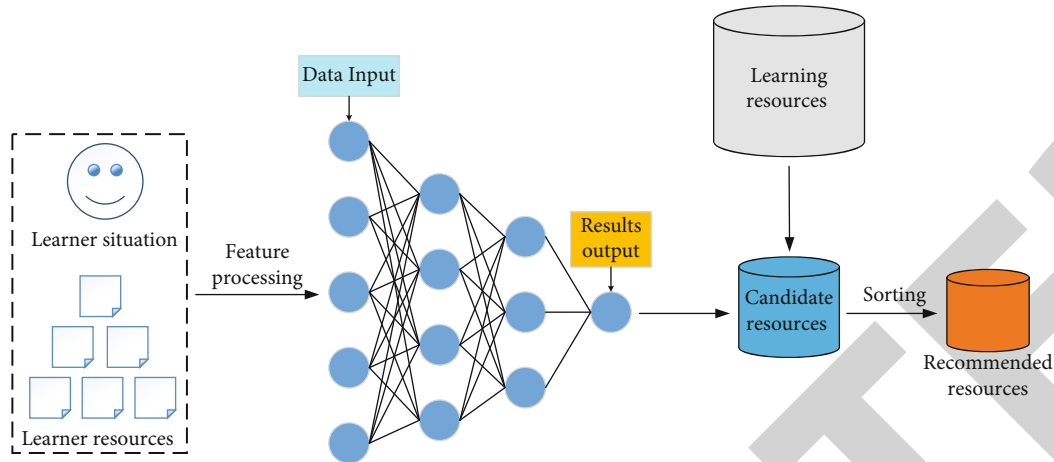 Learner situation
Learner resources
Feature
processing
Data Input
Results
output
Learning
resources
Candidate
resources
Sorting
Recommended
resources